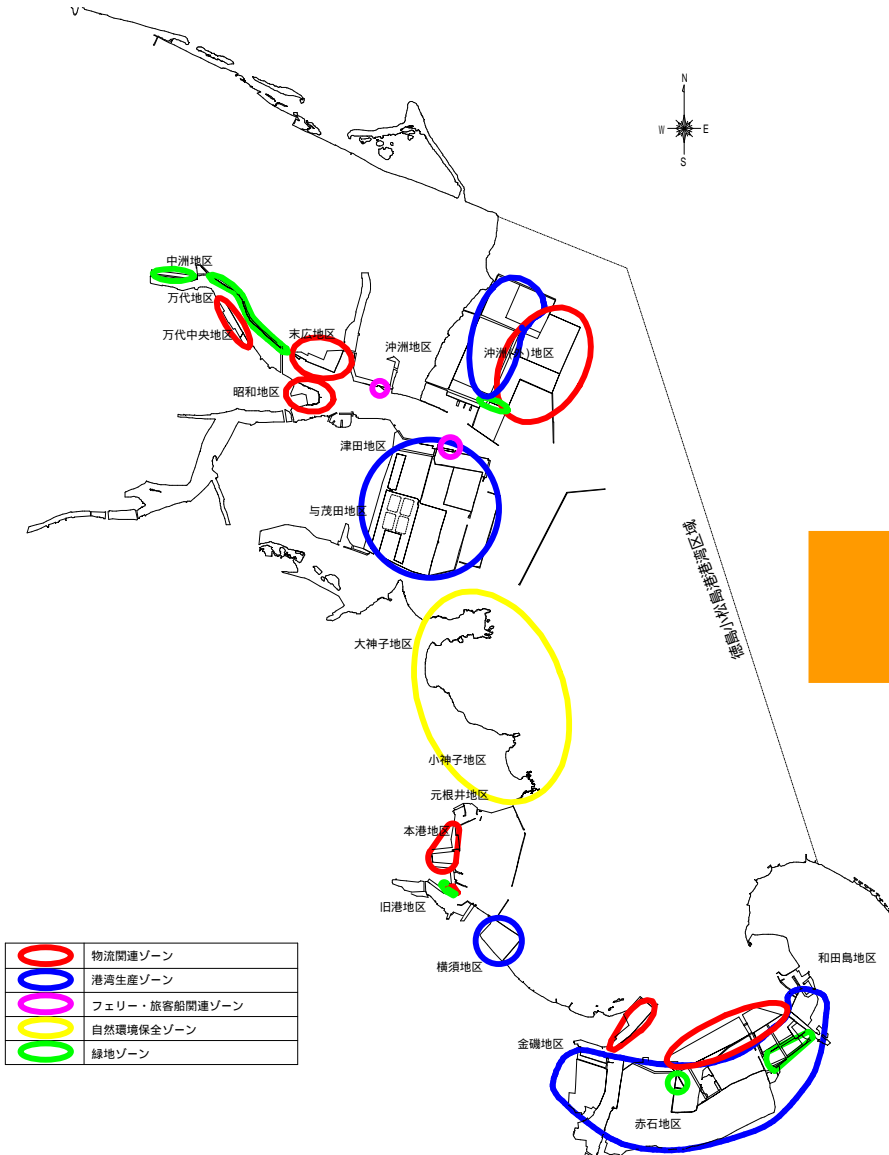 N
W
E
S
中洲地区
万代地区
万代中央地区
末広地区
沖洲地区
沖洲(外)地区
昭和地区
津田地区
与茂田地区
徳島小松島港港湾区域
大神子地区
小神子地区
元根井地区
本港地区
旧港地区
横須地区
和田島地区
金磯地区
赤石地区
物流関連ゾーン
港湾生産ゾーン
フェリー・旅客船関連ゾーン
自然環境保全ゾーン
緑地ゾーン